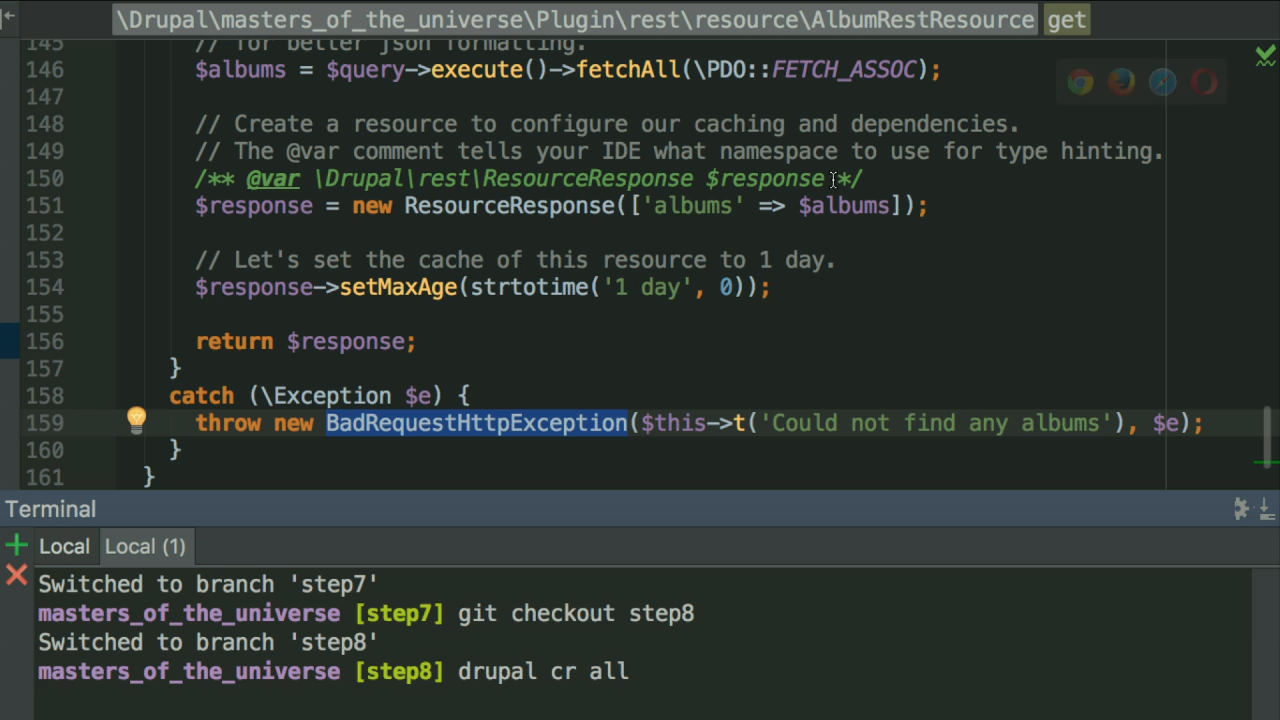 \Drupal\masters_of_the_universe\Plugin\rest\resource\AlbumRestResource get
145 // for better json formatting.
146 $albums = $query->execute()->fetchAll(\PDO::FETCH_ASSOC);
147
148 // Create a resource to configure our caching and dependencies.
149 // The @var comment tells your IDE what namespace to use for type hinting.
150 /** @var \Drupal\rest\ResourceResponse $response */
151 $response = new ResourceResponse(['albums' => $albums]);
152
153 // Let's set the cache of this resource to 1 day.
154 $response->setMaxAge(strtotime('1 day', 0));
155
156 return $response;
157 }
158 catch (\Exception $e) {
159 throw new BadRequestHttpException($this->t('Could not find any albums'), $e);
160 }
161 }
Terminal
Local Local (1)
Switched to branch 'step7'
masters_of_the_universe [step7] git checkout step8
Switched to branch 'step8'
masters_of_the_universe [step8] drupal cr all